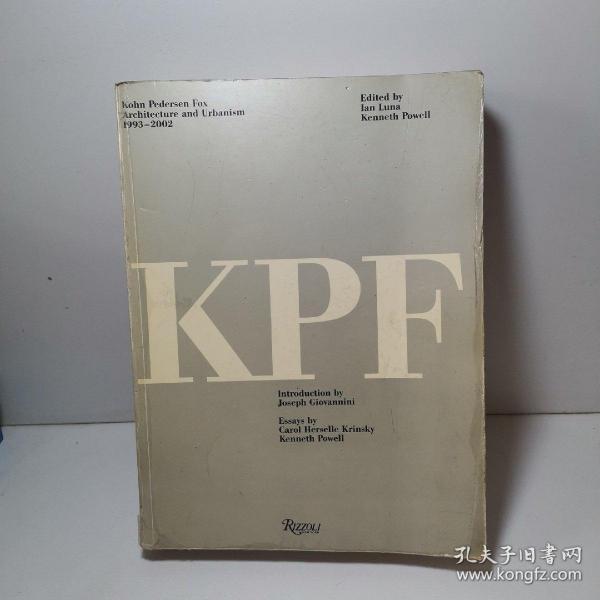 Kohn Pedersen Fox
Architecture and Urbanism
1993–2002
Edited by
Ian Luna
Kenneth Powell
KPF
Introduction by
Joseph Giovannini
Essays by
Carol Herselle Krinsky
Kenneth Powell
RIZZOLI
孔夫子旧书网
www.kongfz.com